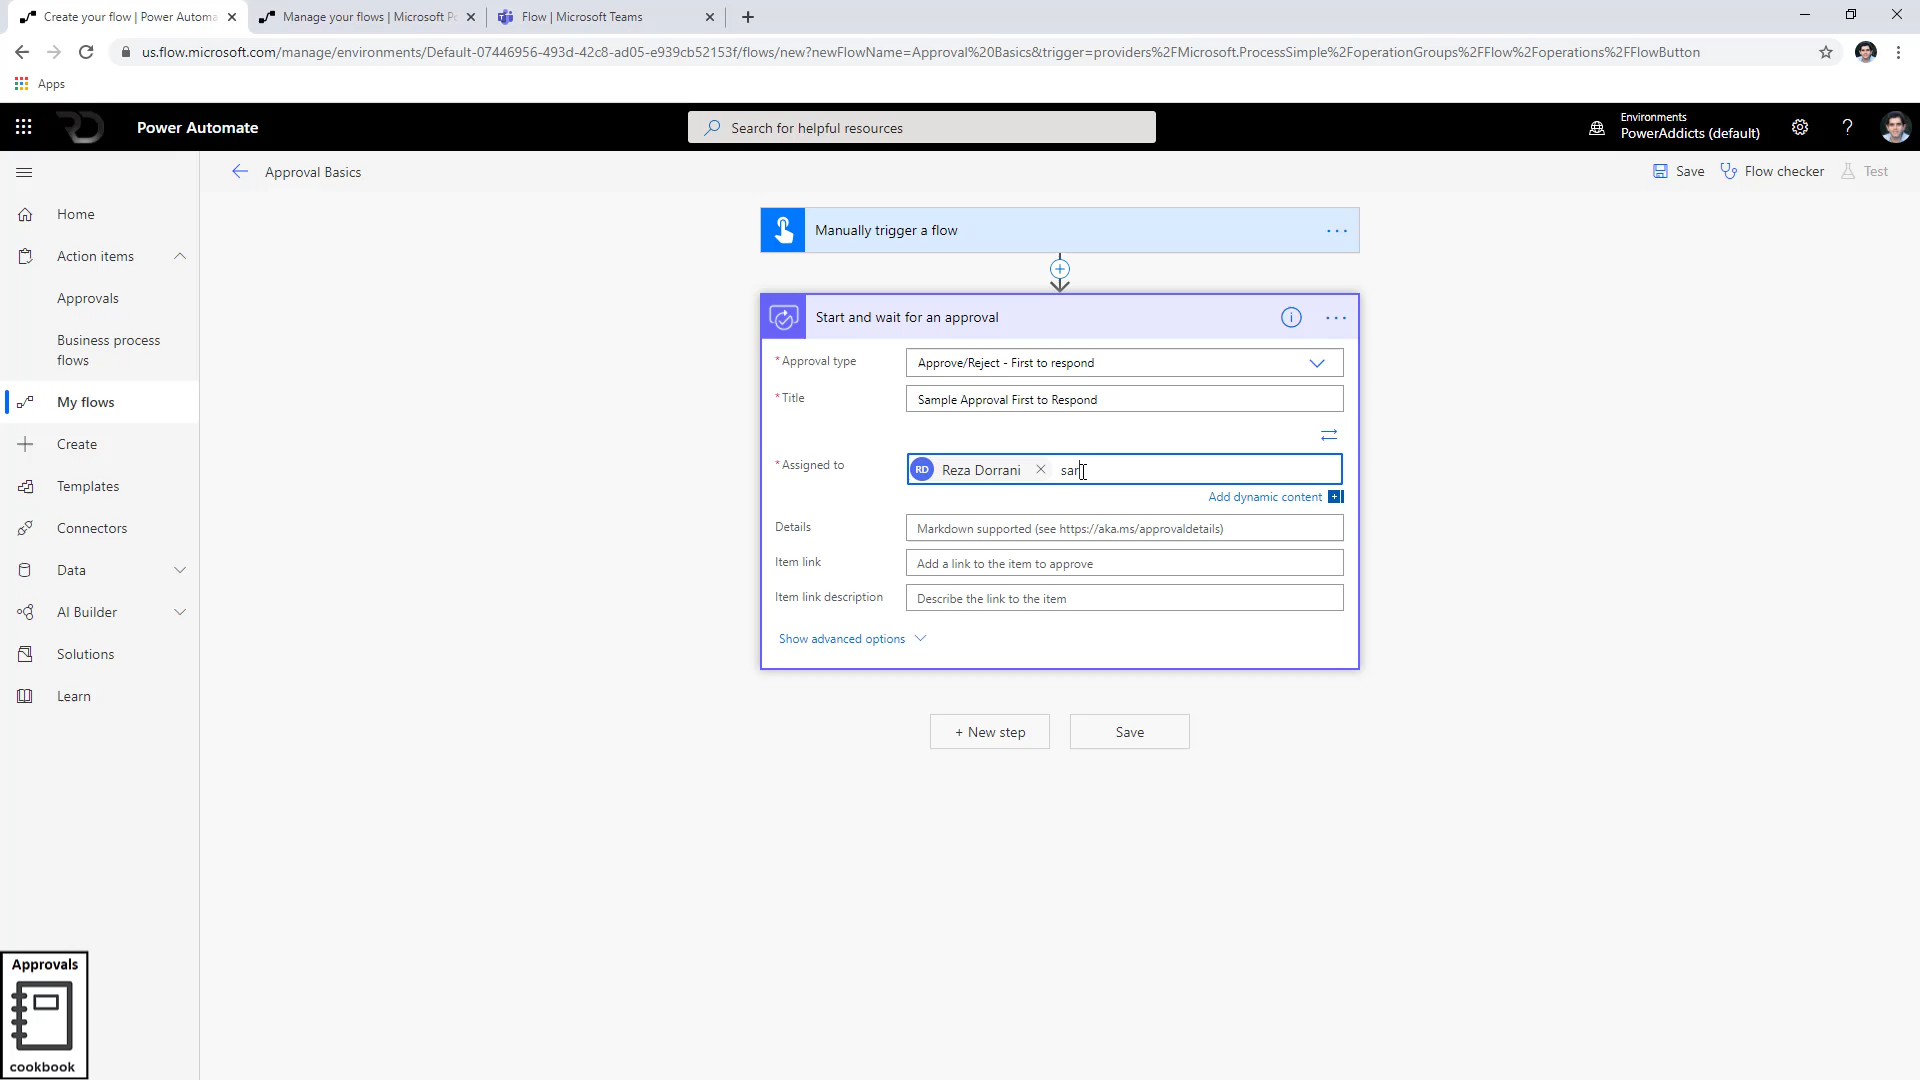 Create your flow | Power Automa
Manage your flows | Microsoft Po
Flow | Microsoft Teams
us.flow.microsoft.com/manage/environments/Default-07446956-493d-42c8-ad05-e939cb52153f/flows/new?newFlowName=Approval%20Basics&trigger=providers%2FMicrosoft.ProcessSimple%2FoperationGroups%2FFlow%2Foperations%2FFlowButton
Apps
Power Automate
Search for helpful resources
Environments
PowerAddicts (default)
Approval Basics
Save
Flow checker
Test
Home
Action items
Approvals
Business process
flows
My flows
Create
Templates
Connectors
Data
AI Builder
Solutions
Learn
Manually trigger a flow
Start and wait for an approval
*Approval type
Approve/Reject - First to respond
*Title
Sample Approval First to Respond
*Assigned to
RD Reza Dorrani sar
Add dynamic content
Details
Markdown supported (see https://aka.ms/approvaldetails)
Item link
Add a link to the item to approve
Item link description
Describe the link to the item
Show advanced options
+ New step
Save
Approvals
cookbook